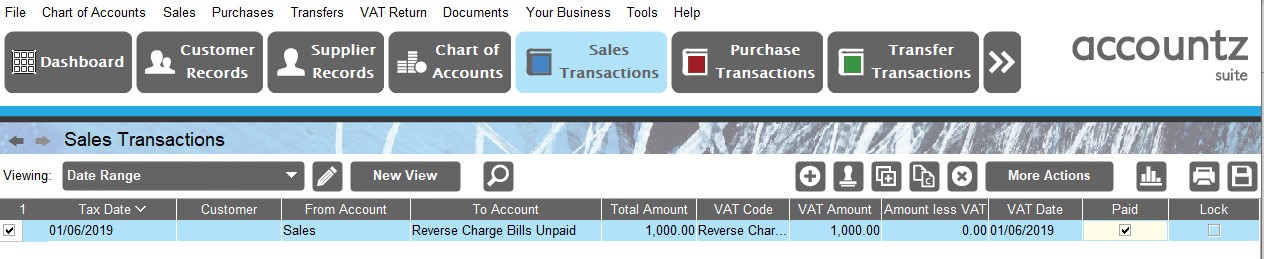 File Chart of Accounts Sales Purchases Transfers VAT Return Documents Your Business Tools Help
Dashboard
Customer
Records
Supplier
Records
Chart of
Accounts
Sales
Transactions
Purchase
Transactions
Transfer
Transactions
accountz
suite
Sales Transactions
Viewing: Date Range New View More Actions
1 Tax Date Customer From Account To Account Total Amount VAT Code VAT Amount Amount less VAT VAT Date Paid Lock
01/06/2019 Sales Reverse Charge Bills Unpaid 1,000.00 Reverse Char... 1,000.00 0.00 01/06/2019